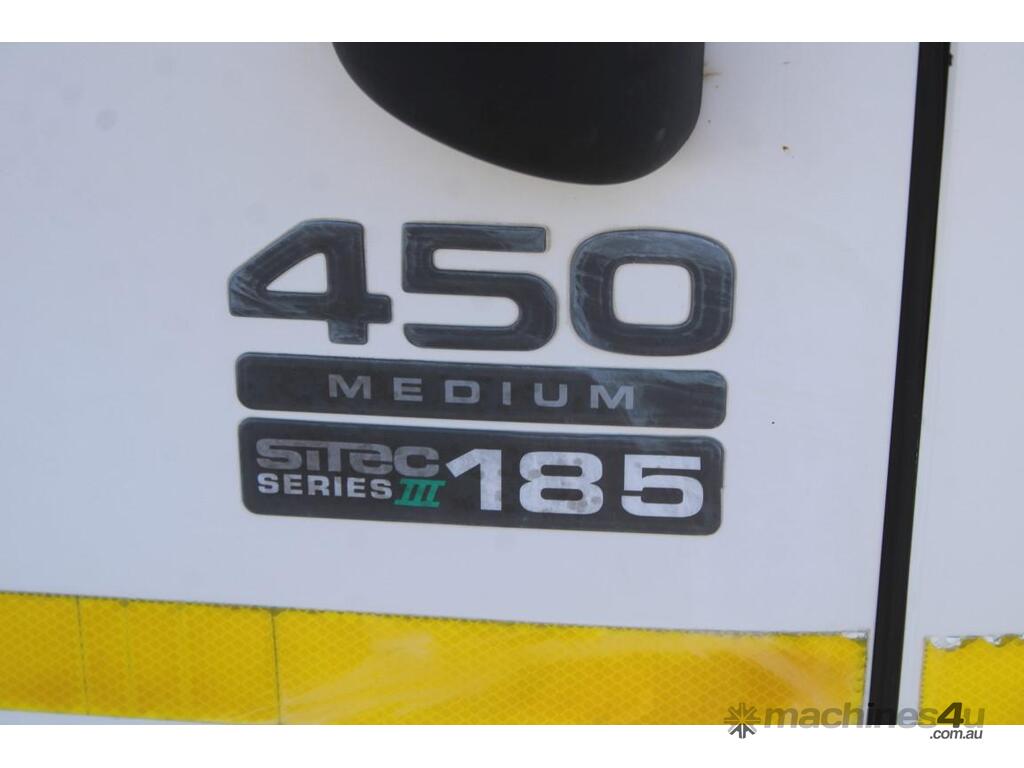 450
MEDIUM
SiTEC
SERIES III 185
machines4u
.com.au